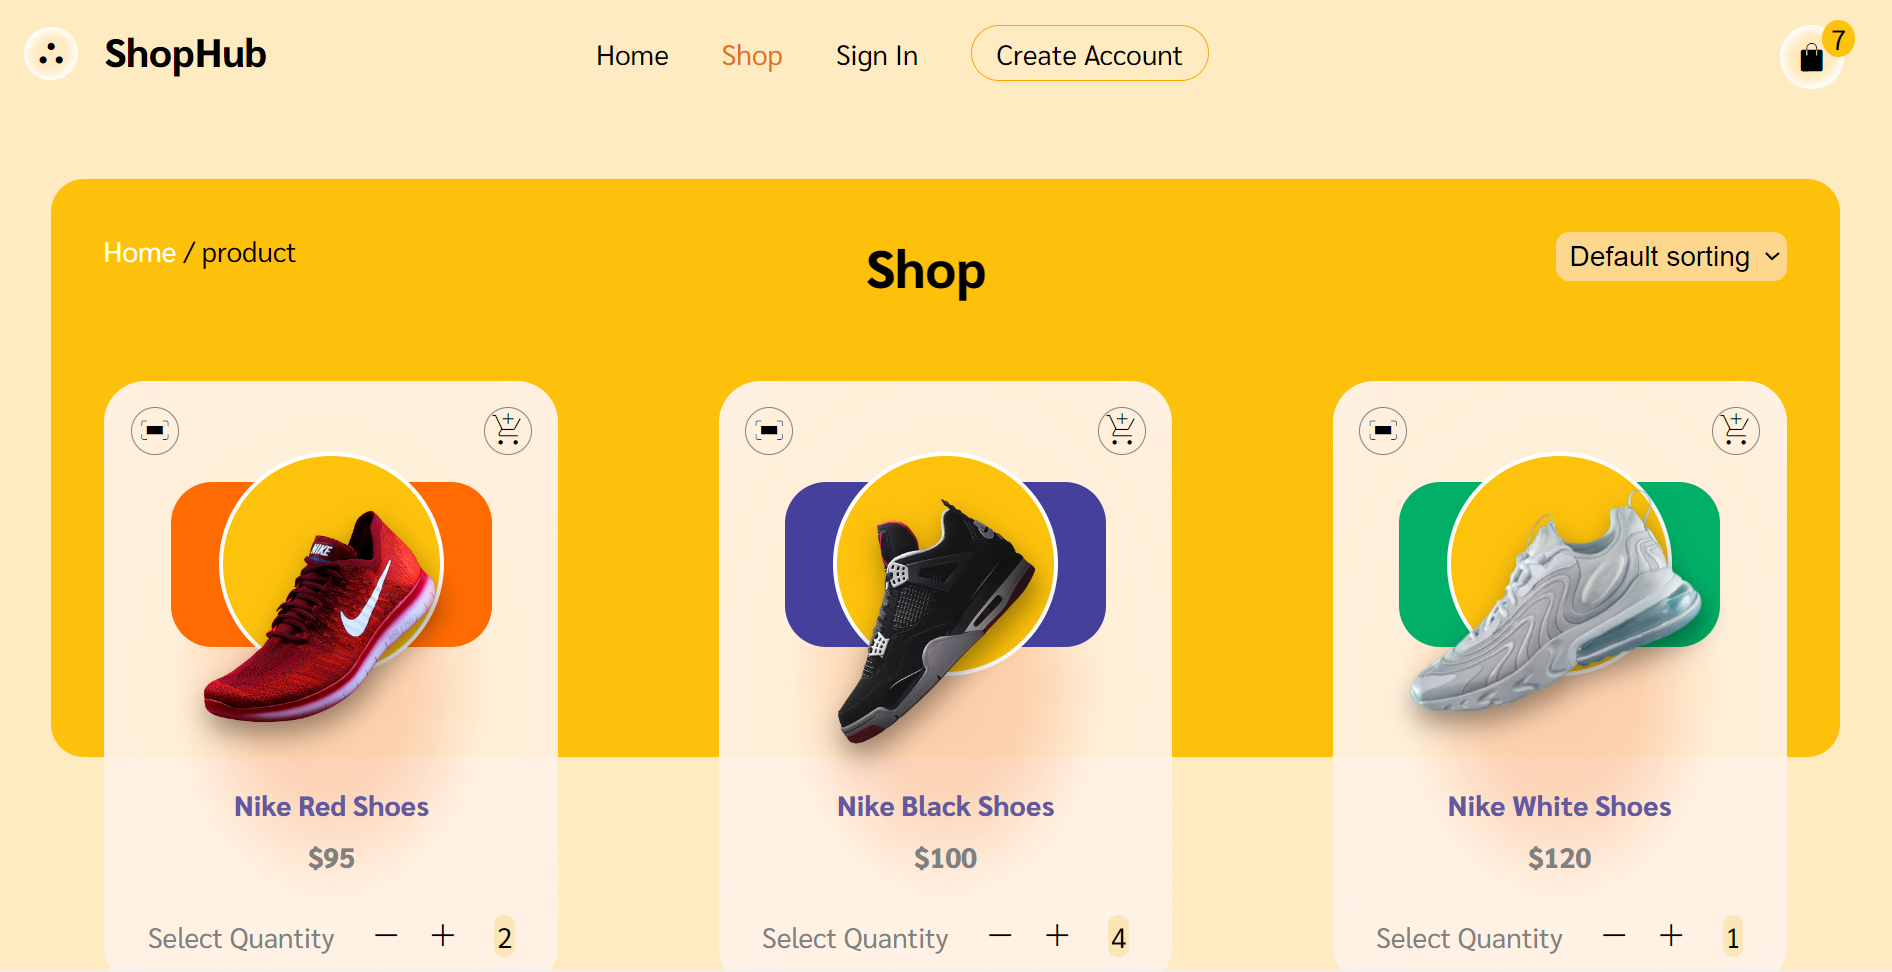 ShopHub
Home
Shop
Sign In
Create Account
7
Home / product
Shop
Default sorting
NIKE
Nike Red Shoes
$95
Select Quantity − + 2
Nike Black Shoes
$100
Select Quantity − + 4
Nike White Shoes
$120
Select Quantity − + 1